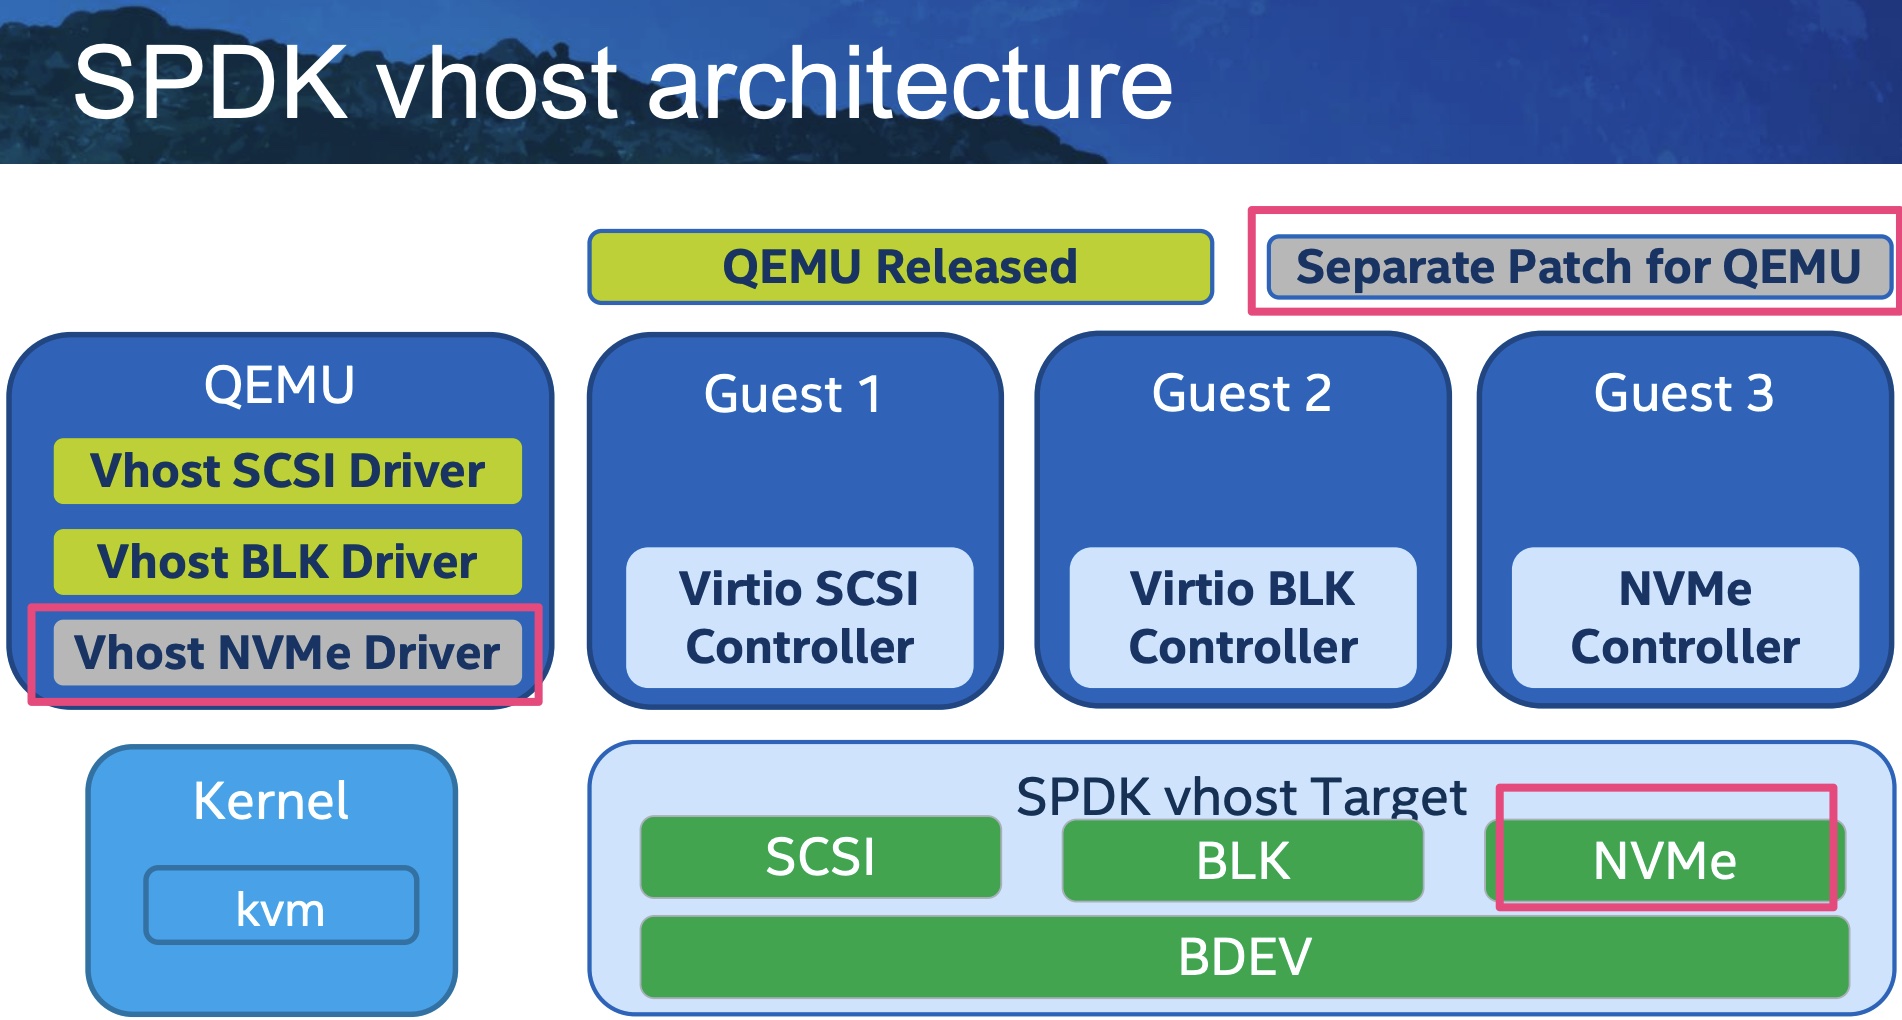 SPDK vhost architecture
QEMU Released
Separate Patch for QEMU
QEMU
Vhost SCSI Driver
Vhost BLK Driver
Vhost NVMe Driver
Guest 1
Virtio SCSI
Controller
Guest 2
Virtio BLK
Controller
Guest 3
NVMe
Controller
Kernel
kvm
SPDK vhost Target
SCSI
BLK
NVMe
BDEV